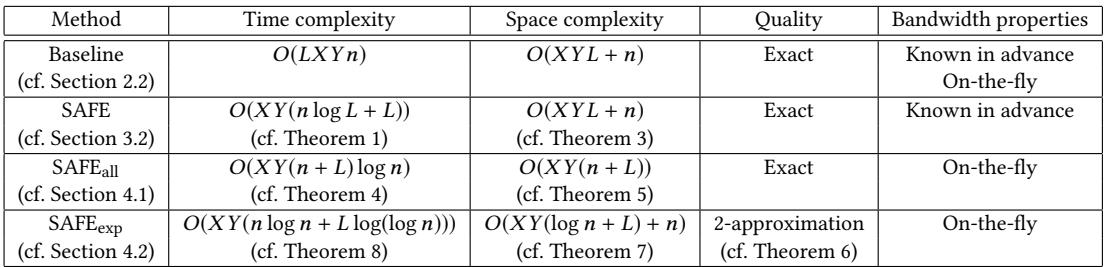 Method Time complexity Space complexity Quality Bandwidth properties
Baseline O(LXYn) O(XYL + n) Exact Known in advance
(cf. Section 2.2) On-the-fly
SAFE O(XY(n log L + L)) O(XYL + n) Exact Known in advance
(cf. Section 3.2) (cf. Theorem 1) (cf. Theorem 3)
SAFE_all O(XY(n + L) log n) O(XY(n + L)) Exact On-the-fly
(cf. Section 4.1) (cf. Theorem 4) (cf. Theorem 5)
SAFE_exp O(XY(n log n + L log(log n))) O(XY(log n + L) + n) 2-approximation On-the-fly
(cf. Section 4.2) (cf. Theorem 8) (cf. Theorem 7) (cf. Theorem 6)